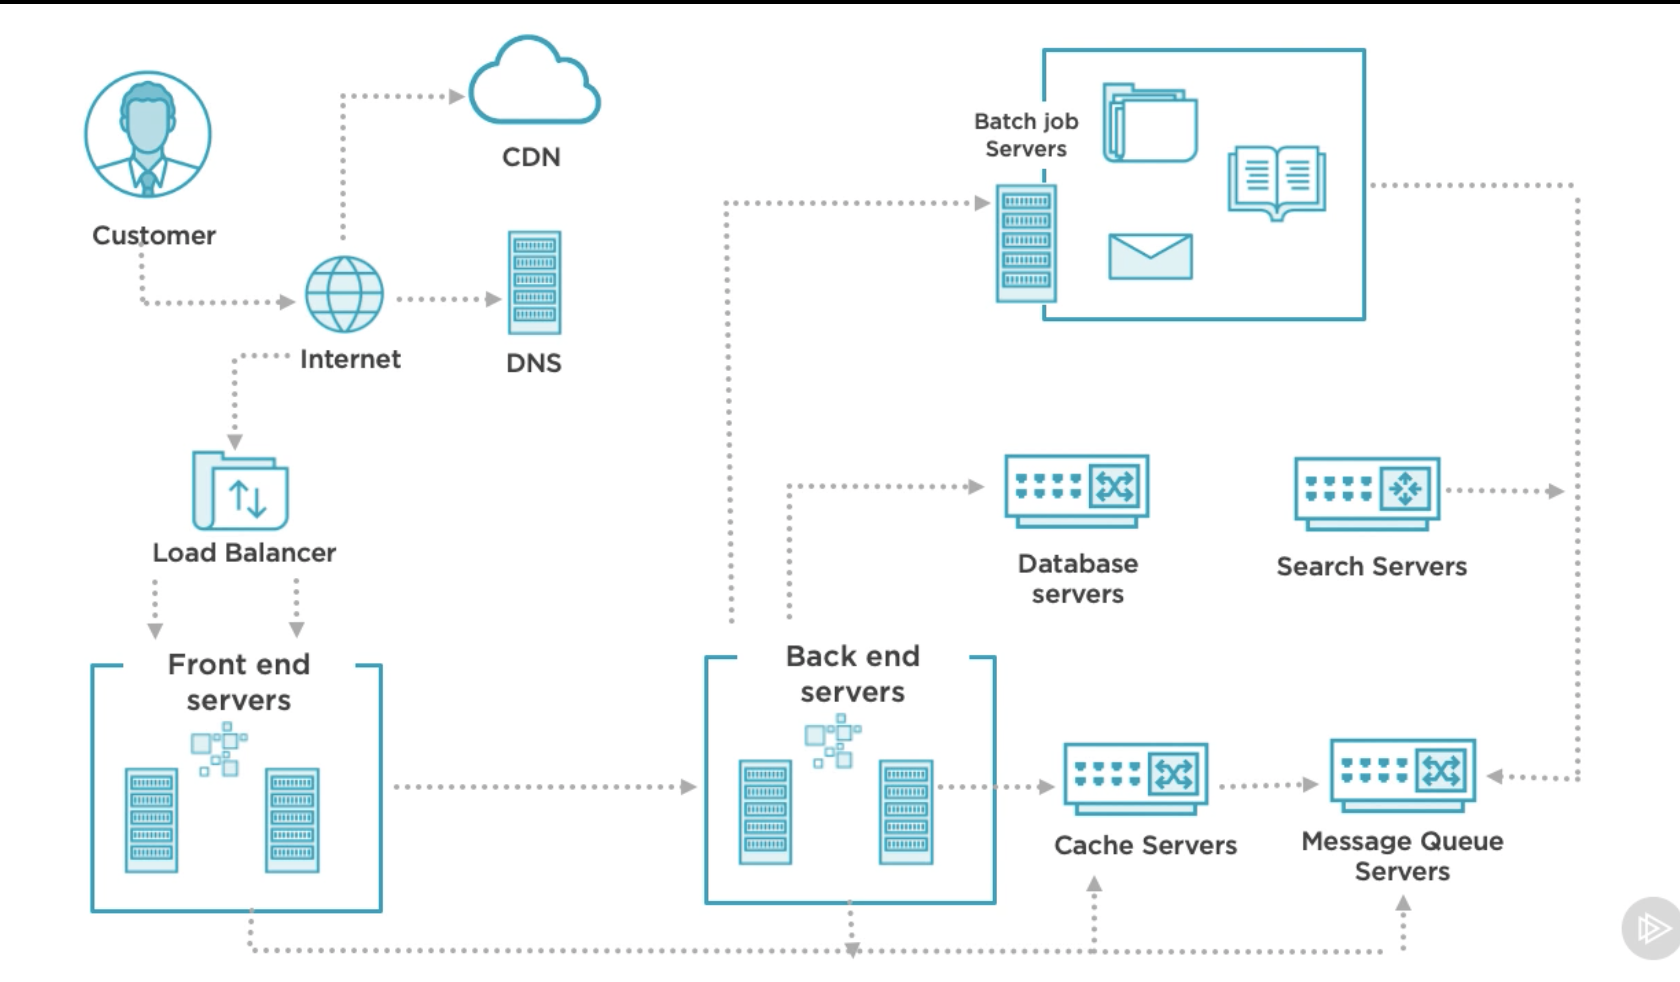 CDN
Batch job
Servers
Customer
Internet
DNS
Load Balancer
Database
servers
Search Servers
Front end
servers
Back end
servers
Cache Servers
Message Queue
Servers